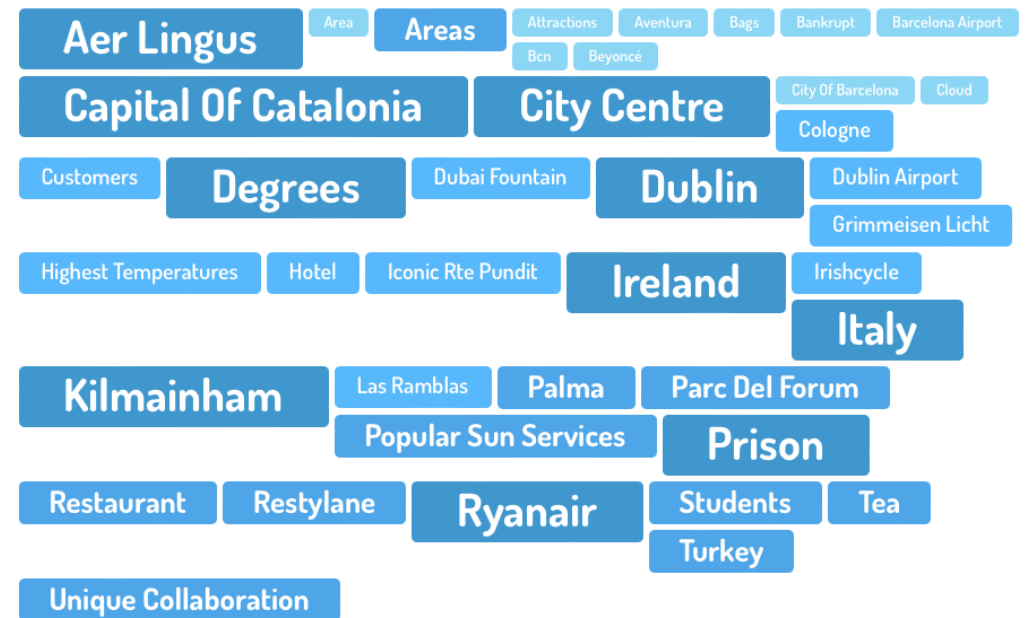 Aer Lingus Area Areas Attractions Aventura Bags Bankrupt Barcelona Airport
Bcn Beyoncé
Capital Of Catalonia City Centre City Of Barcelona Cloud
Cologne
Customers Degrees Dubai Fountain Dublin Dublin Airport
Grimmeisen Licht
Highest Temperatures Hotel Iconic Rte Pundit Ireland Irishcycle
Italy
Kilmainham Las Ramblas Palma Parc Del Forum
Popular Sun Services Prison
Restaurant Restylane Ryanair Students Tea
Turkey
Unique Collaboration